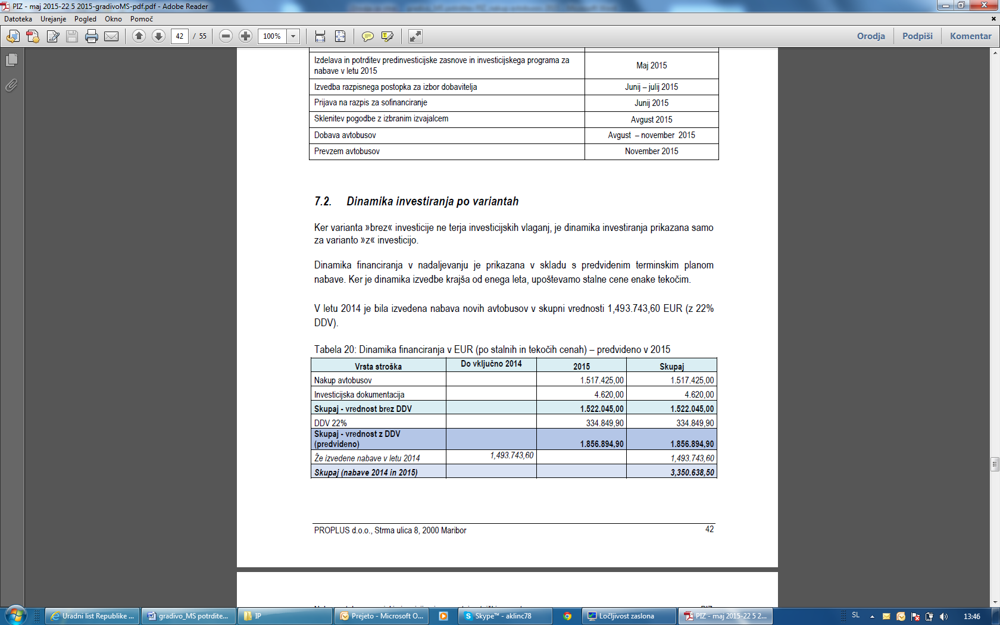 PIZ - maj 2015-22 5 2015-gradivoMS-pdf.pdf - Adobe Reader
Datoteka Urejanje Pogled Okno Pomoč
42 / 55 100% Orodja Podpiši Komentar
Izdelava in potrditev predinvesticijske zasnove in investicijskega programa za
nabave v letu 2015 Maj 2015
Izvedba razpisnega postopka za izbor dobavitelja Junij – julij 2015
Prijava na razpis za sofinanciranje Junij 2015
Sklenitev pogodbe z izbranim izvajalcem Avgust 2015
Dobava avtobusov Avgust – november 2015
Prevzem avtobusov November 2015
7.2. Dinamika investiranja po variantah
Ker varianta »brez« investicije ne terja investicijskih vlaganj, je dinamika investiranja prikazana samo
za varianto »z« investicijo.
Dinamika financiranja v nadaljevanju je prikazana v skladu s predvidenim terminskim planom
nabave. Ker je dinamika izvedbe krajša od enega leta, upoštevamo stalne cene enake tekočim.
V letu 2014 je bila izvedena nabava novih avtobusov v skupni vrednosti 1,493.743,60 EUR (z 22%
DDV).
Tabela 20: Dinamika financiranja v EUR (po stalnih in tekočih cenah) – predvideno v 2015
Vrsta stroška Do vključno 2014 2015 Skupaj
Nakup avtobusov 1.517.425,00 1.517.425,00
Investicijska dokumentacija 4.620,00 4.620,00
Skupaj - vrednost brez DDV 1.522.045,00 1.522.045,00
DDV 22% 334.849,90 334.849,90
Skupaj - vrednost z DDV
(predvideno) 1.856.894,90 1.856.894,90
Že izvedene nabave v letu 2014 1,493.743,60 1,493.743,60
Skupaj (nabave 2014 in 2015) 3,350.638,50
PROPLUS d.o.o., Strma ulica 8, 2000 Maribor 42
Uradni list Republike ... gradivo_MS potrdite... IP Prejeto - Microsoft O... Skype™ - aklinc78 Ločljivost zaslona PIZ - maj 2015-22 5 2... SL 13:46